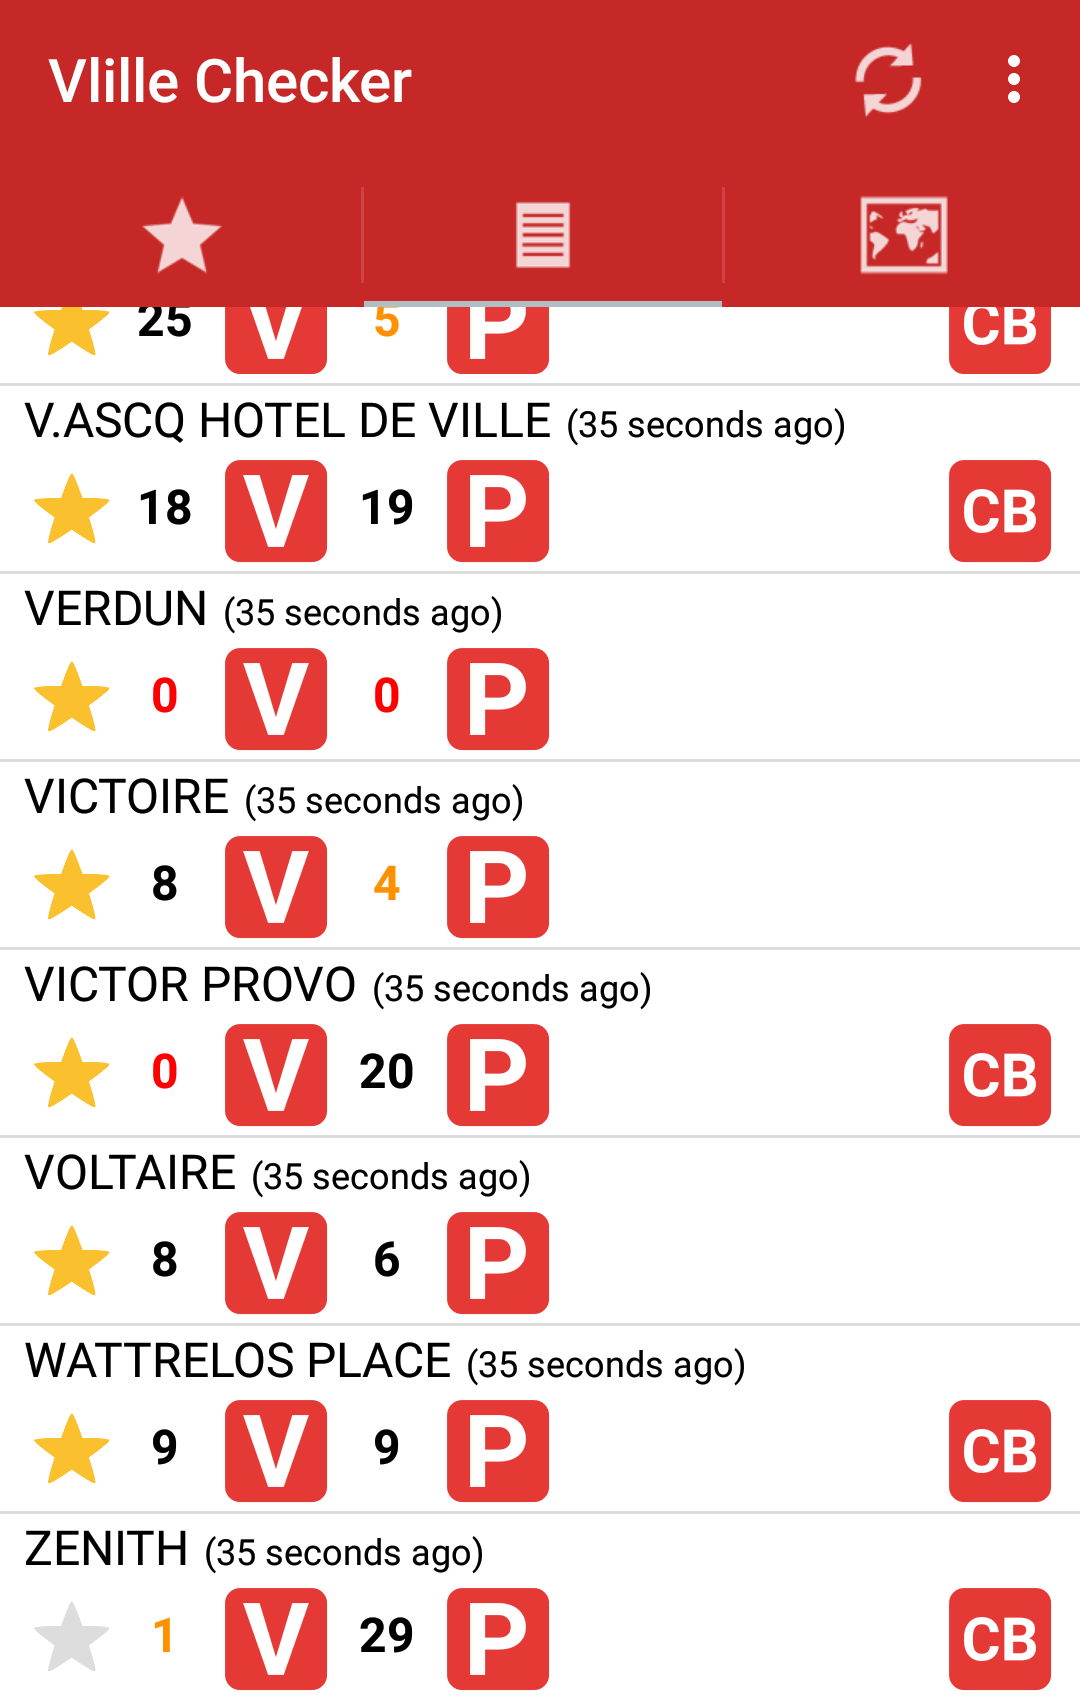 Vlille Checker
25 V 5 P CB
V.ASCQ HOTEL DE VILLE (35 seconds ago)
18 V 19 P CB
VERDUN (35 seconds ago)
0 V 0 P
VICTOIRE (35 seconds ago)
8 V 4 P
VICTOR PROVO (35 seconds ago)
0 V 20 P CB
VOLTAIRE (35 seconds ago)
8 V 6 P
WATTRELOS PLACE (35 seconds ago)
9 V 9 P CB
ZENITH (35 seconds ago)
1 V 29 P CB